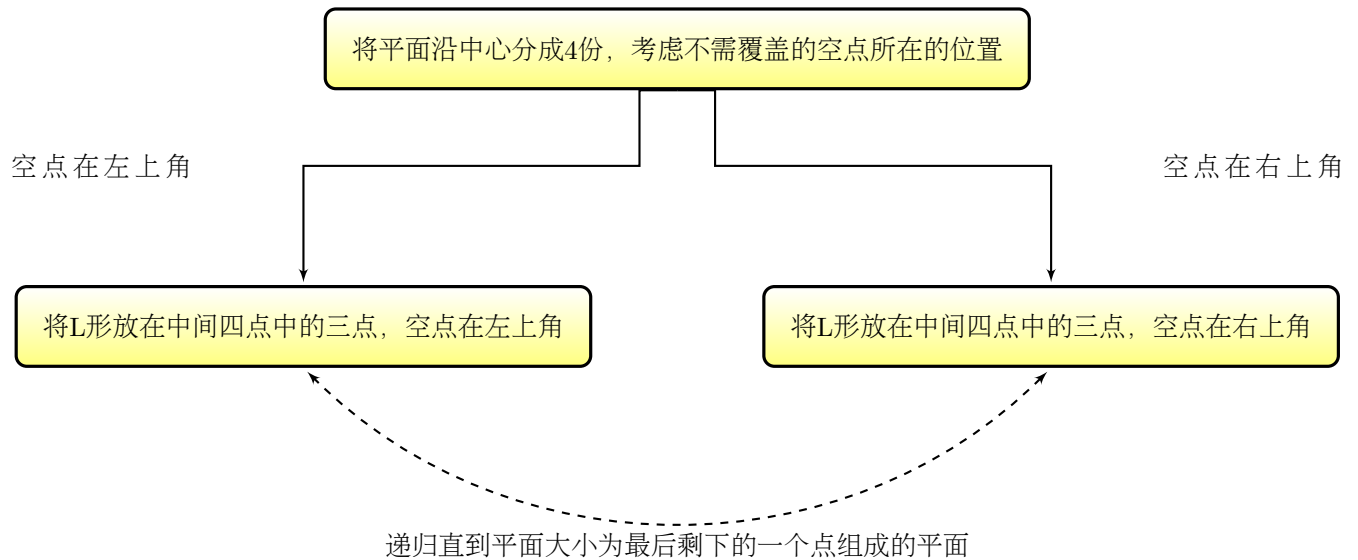 将平面沿中心分成4份，考虑不需覆盖的空点所在的位置
空点在左上角
空点在右上角
将L形放在中间四点中的三点，空点在左上角
将L形放在中间四点中的三点，空点在右上角
递归直到平面大小为最后剩下的一个点组成的平面